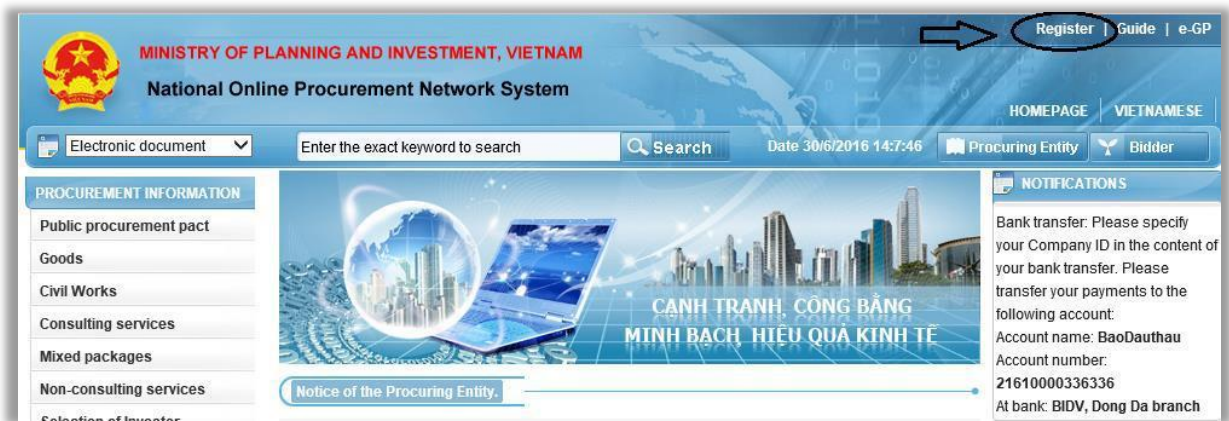 Register | Guide | e-GP
MINISTRY OF PLANNING AND INVESTMENT, VIETNAM
National Online Procurement Network System
HOMEPAGE | VIETNAMESE
Electronic document
Enter the exact keyword to search
Search
Date 30/6/2016 14:7:46
Procuring Entity
Bidder
PROCUREMENT INFORMATION
Public procurement pact
Goods
Civil Works
Consulting services
Mixed packages
Non-consulting services
Selection of Investor
CẠNH TRANH, CÔNG BẰNG
MINH BẠCH, HIỆU QUẢ KINH TẾ
Notice of the Procuring Entity.
NOTIFICATIONS
Bank transfer: Please specify
your Company ID in the content of
your bank transfer. Please
transfer your payments to the
following account:
Account name: BaoDauthau
Account number:
21610000336336
At bank: BIDV, Dong Da branch